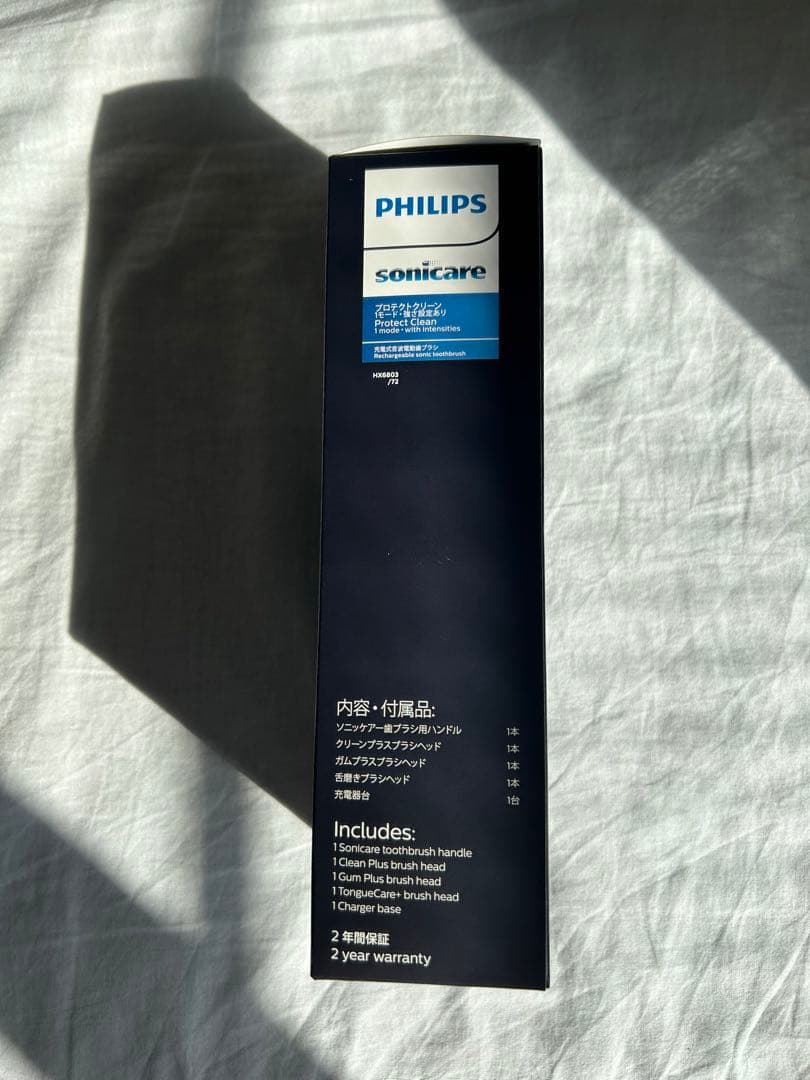 PHILIPS
sonicare
プロテクトクリーン
1モード・強さ設定あり
Protect Clean
1 mode・with intensities
充電式音波電動歯ブラシ
Rechargeable sonic toothbrush
HX6803
/72
内容・付属品:
ソニッケアー歯ブラシ用ハンドル 1本
クリーンプラスブラシヘッド 1本
ガムプラスブラシヘッド 1本
舌磨きブラシヘッド 1本
充電器台 1台
Includes:
1 Sonicare toothbrush handle
1 Clean Plus brush head
1 Gum Plus brush head
1 TongueCare+ brush head
1 Charger base
2 年間保証
2 year warranty